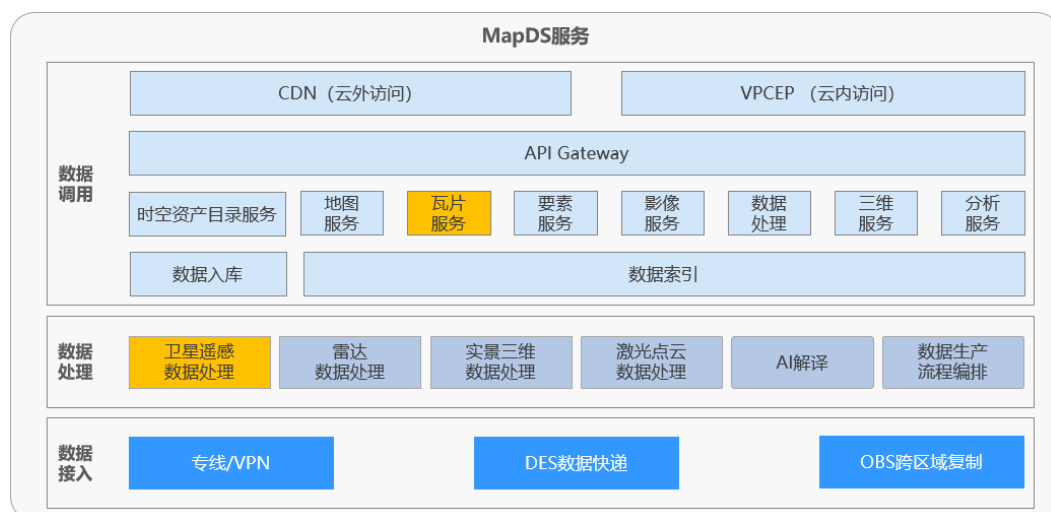 MapDS服务
CDN（云外访问）
VPCEP （云内访问）
API Gateway
数据
调用
时空资产目录服务
地图
服务
瓦片
服务
要素
服务
影像
服务
数据
处理
三维
服务
分析
服务
数据入库
数据索引
数据
处理
卫星遥感
数据处理
雷达
数据处理
实景三维
数据处理
激光点云
数据处理
AI解译
数据生产
流程编排
数据
接入
专线/VPN
DES数据快递
OBS跨区域复制